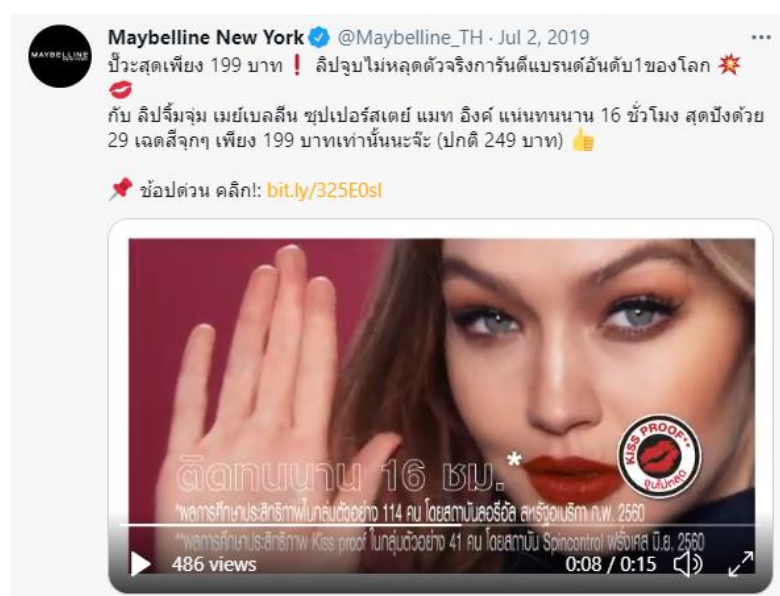 MAYBELLINE
Maybelline New York @Maybelline_TH · Jul 2, 2019
ปั๊วะสุดเพียง 199 บาท❗ ลิปจูบไม่หลุดตัวจริงการันตีแบรนด์อันดับ1ของโลก 💥
💋
กับ ลิปจิ้มจุ่ม เมย์เบลลีน ซุปเปอร์สเตย์ แมท อิงค์ แน่นทนนาน 16 ชั่วโมง สุดปังด้วย
29 เฉดสีจุกๆ เพียง 199 บาทเท่านั้นนะจ๊ะ (ปกติ 249 บาท) 👍
📌 ช้อปด่วน คลิก!: bit.ly/325E0sl
KISS PROOF**
จูบไม่หลุด
ติดทนนาน 16 ชม.*
*ผลการศึกษาประสิทธิภาพในกลุ่มตัวอย่าง 114 คน โดยสถาบันลอรีอัล สหรัฐอเมริกา ก.พ. 2560
**ผลการศึกษาประสิทธิภาพ Kiss proof ในกลุ่มตัวอย่าง 41 คน โดยสถาบัน Spincontrol ฝรั่งเศส มิ.ย. 2560
486 views
0:08 / 0:15